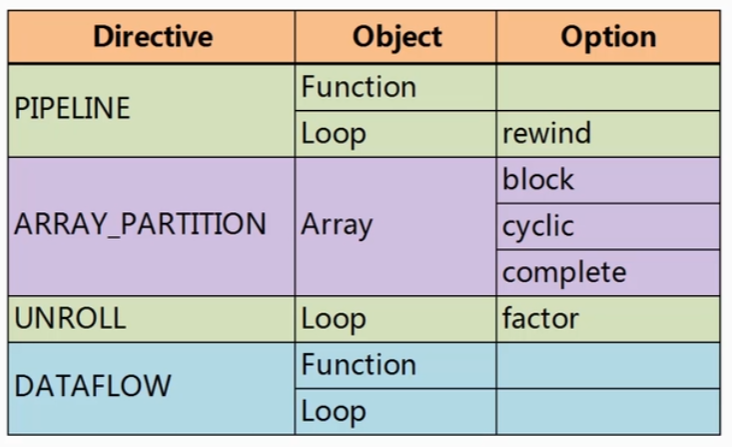 Directive Object Option
PIPELINE Function
Loop rewind
ARRAY_PARTITION Array block
cyclic
complete
UNROLL Loop factor
DATAFLOW Function
Loop